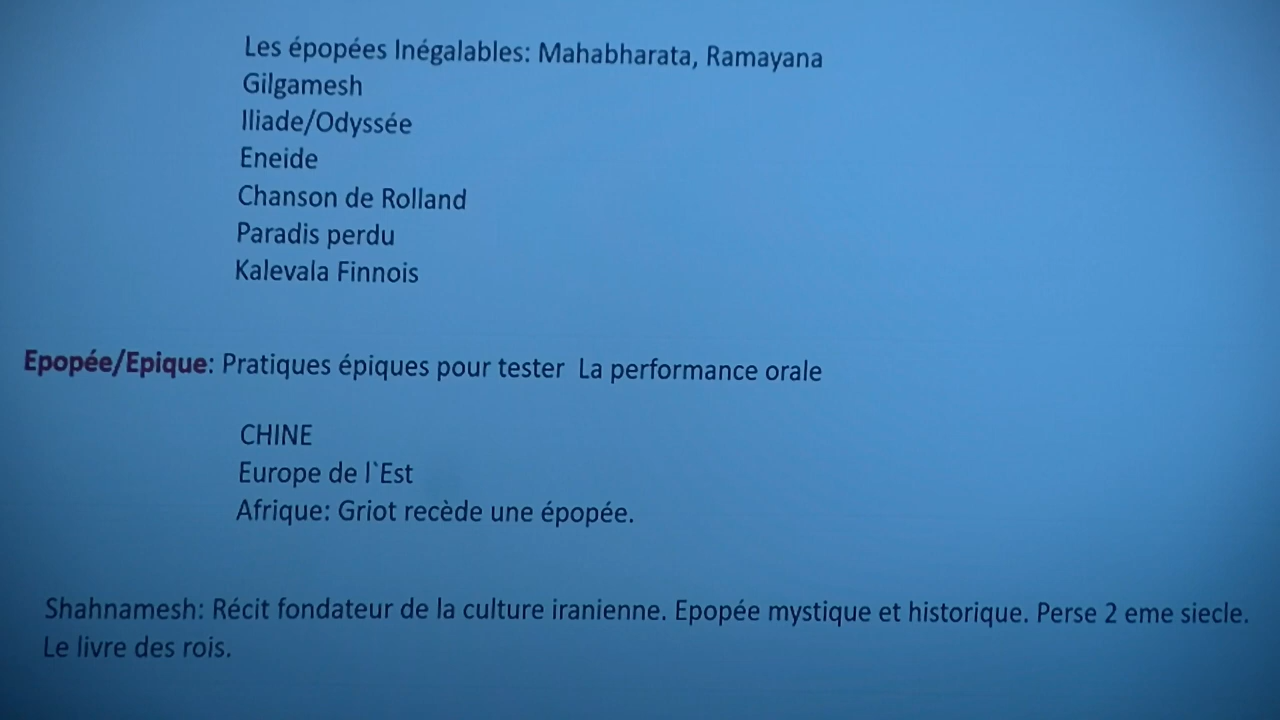 Les épopées Inégalables: Mahabharata, Ramayana
Gilgamesh
Iliade/Odyssée
Eneide
Chanson de Rolland
Paradis perdu
Kalevala Finnois
Epopée/Epique: Pratiques épiques pour tester  La performance orale
CHINE
Europe de l`Est
Afrique: Griot recède une épopée.
Shahnamesh: Récit fondateur de la culture iranienne. Epopée mystique et historique. Perse 2 eme siecle.
Le livre des rois.